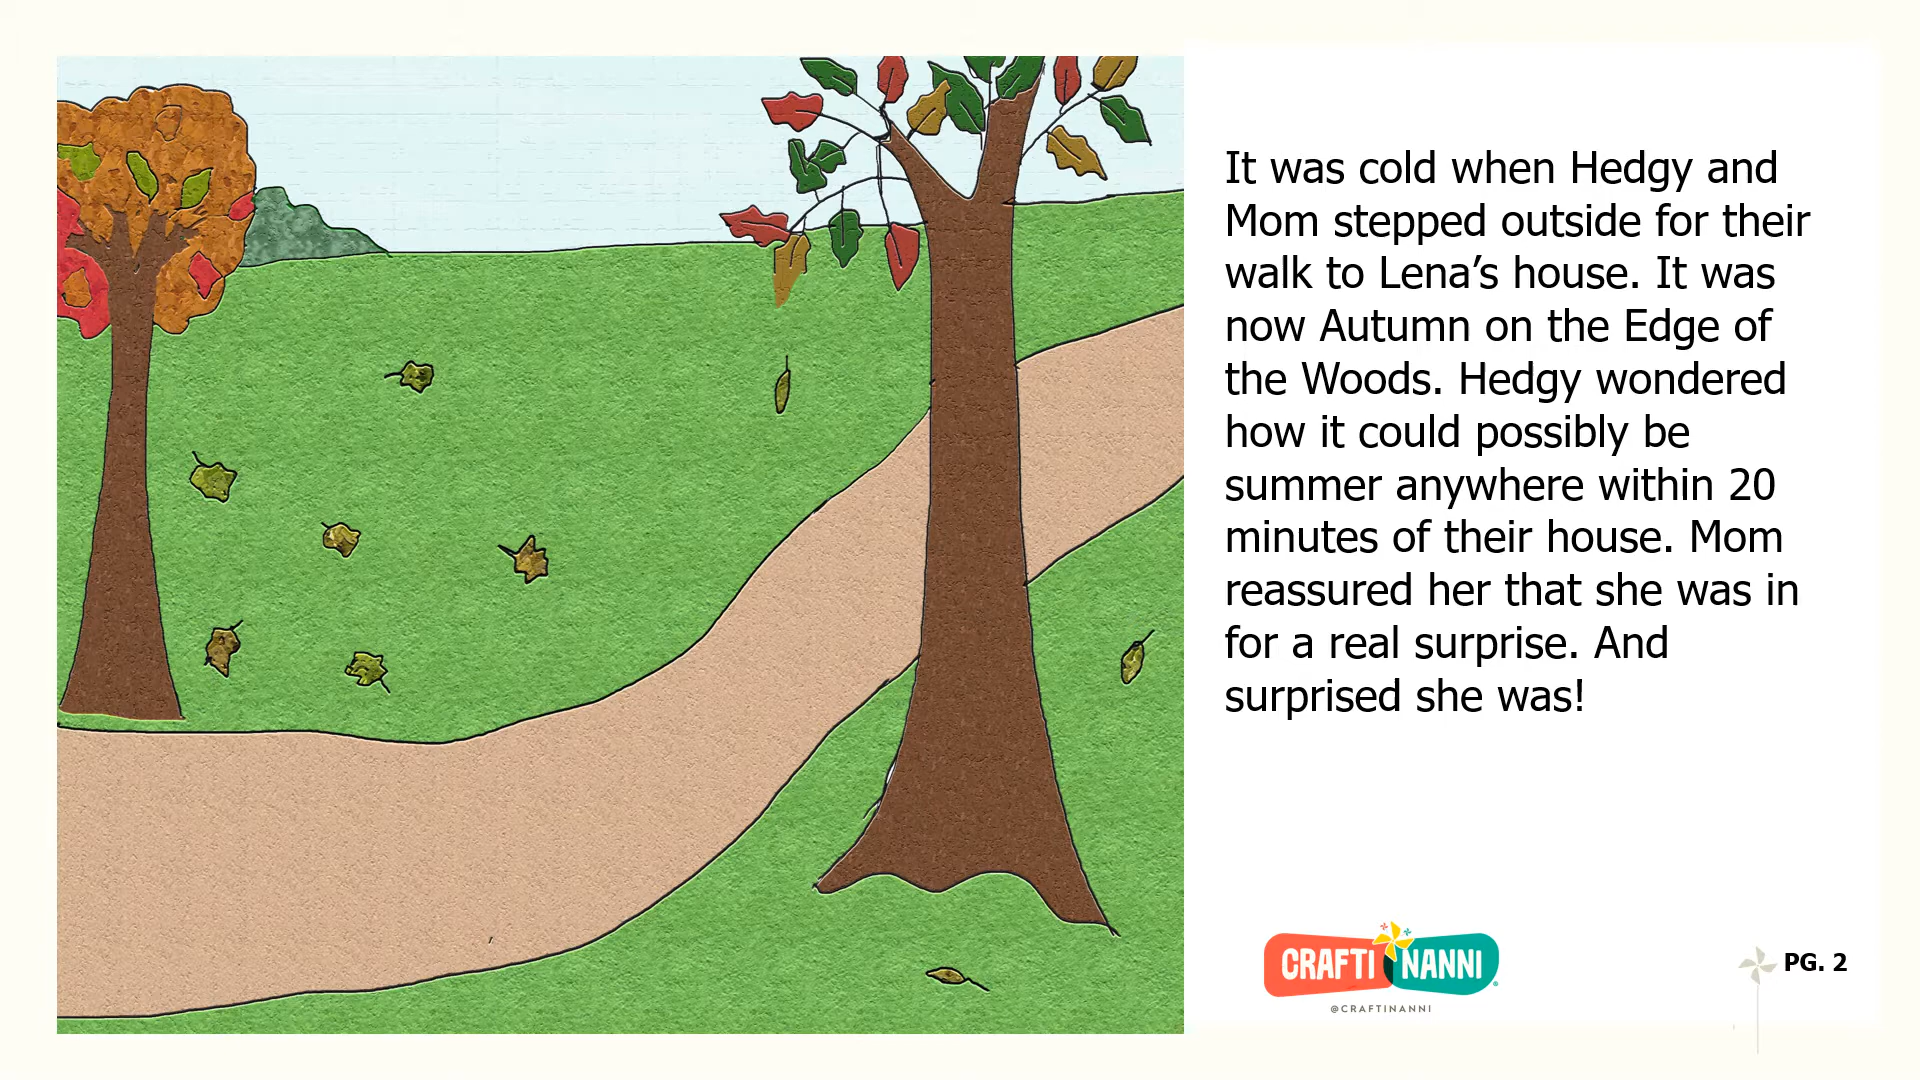 It was cold when Hedgy and
Mom stepped outside for their
walk to Lena’s house. It was
now Autumn on the Edge of
the Woods. Hedgy wondered
how it could possibly be
summer anywhere within 20
minutes of their house. Mom
reassured her that she was in
for a real surprise. And
surprised she was!
CRAFTI NANNI
@CRAFTINANNI
PG. 2